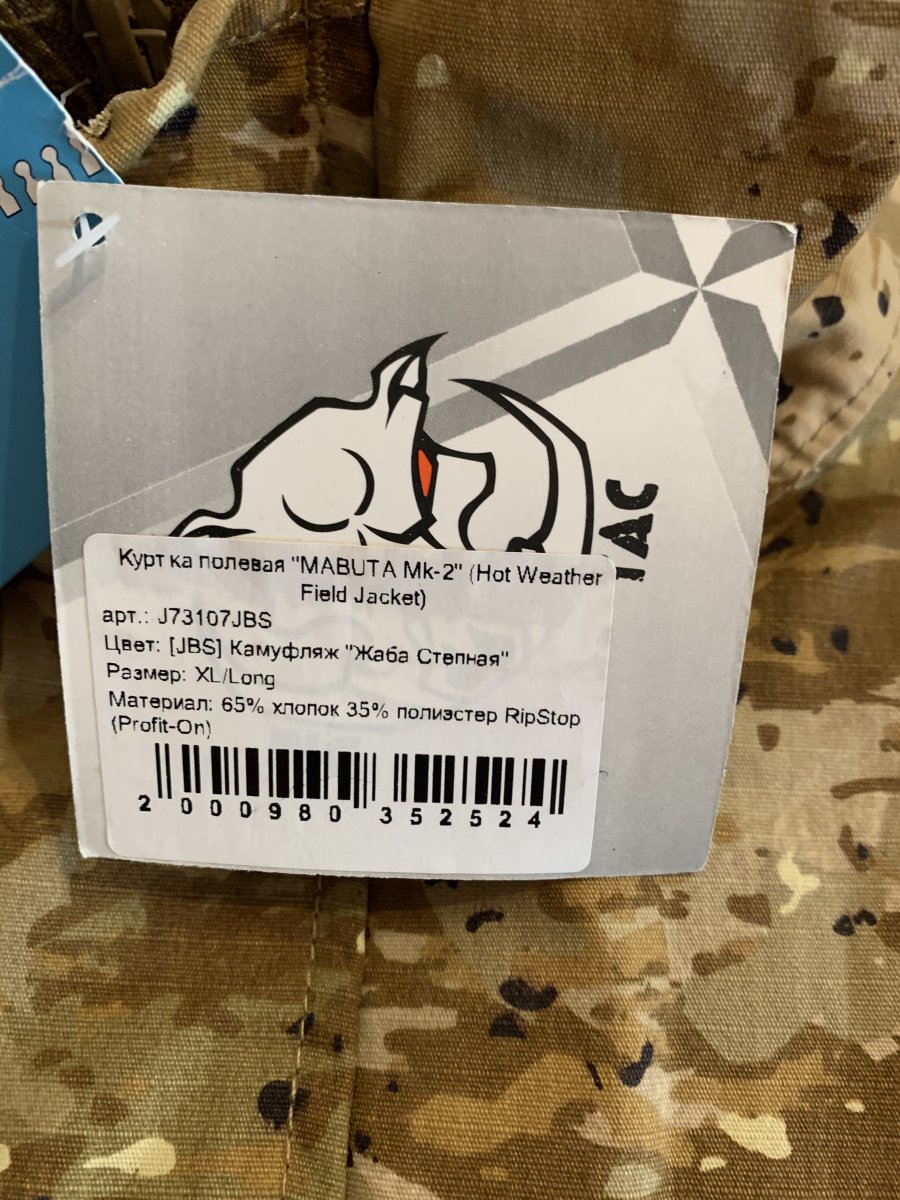 TAC
Курт ка полевая "MABUTA Mk-2" (Hot Weather
Field Jacket)
арт.: J73107JBS
Цвет: [JBS] Камуфляж "Жаба Степная"
Размер: XL/Long
Материал: 65% хлопок 35% полиэстер RipStop
(Profit-On)
2 000980 352524